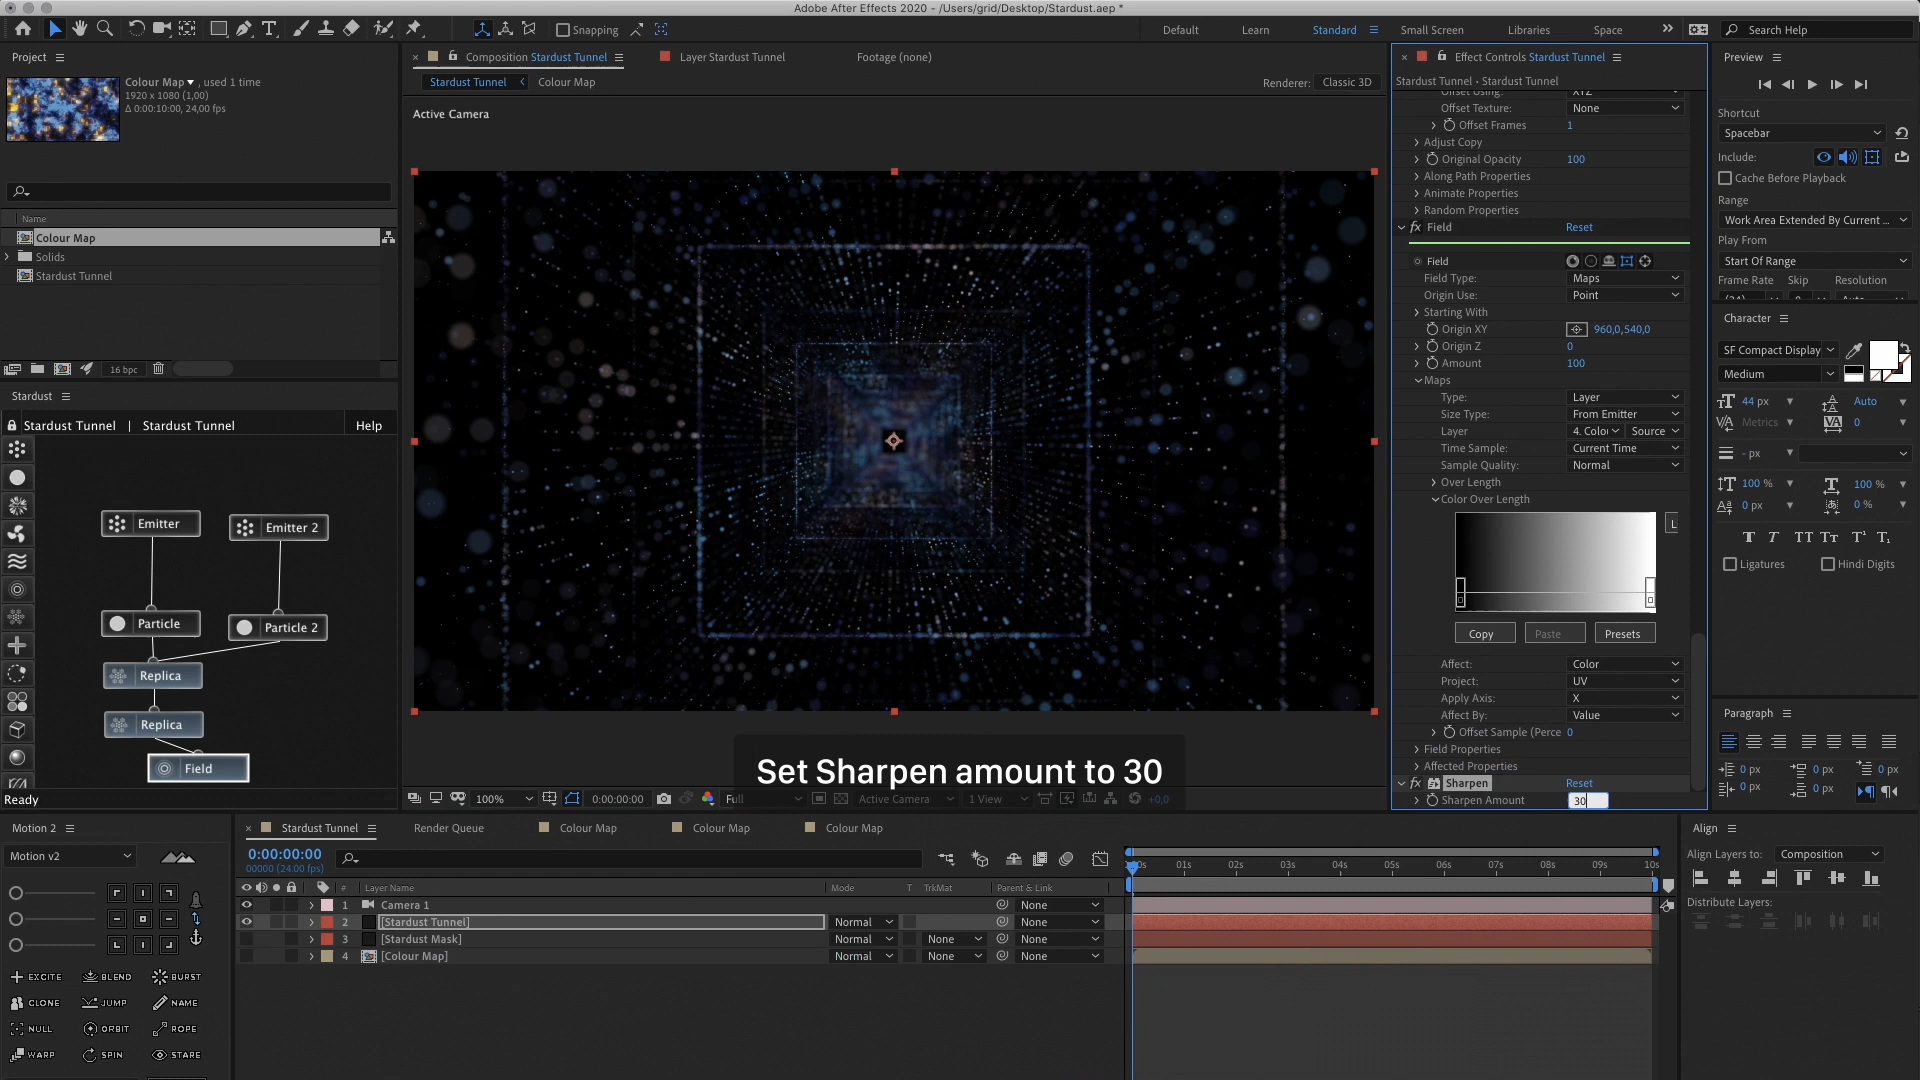 Adobe After Effects 2020 - /Users/grid/Desktop/Stardust.aep *
Snapping
Default
Learn
Standard
Small Screen
Libraries
Space
Search Help
Project
Colour Map, used 1 time
1920 x 1080 (1,00)
Δ 0:00:10:00, 24,00 fps
Name
Colour Map
Solids
Stardust Tunnel
16 bpc
Stardust
Stardust Tunnel | Stardust Tunnel
Help
Emitter
Emitter 2
Particle
Particle 2
Replica
Replica
Field
Ready
Composition Stardust Tunnel
Layer Stardust Tunnel
Footage (none)
Stardust Tunnel
Colour Map
Renderer: Classic 3D
Active Camera
Set Sharpen amount to 30
100%
0:00:00:00
Full
Active Camera
1 View
+0,0
Effect Controls Stardust Tunnel
Stardust Tunnel • Stardust Tunnel
Offset Using: XYZ
Offset Texture: None
Offset Frames 1
Adjust Copy
Original Opacity 100
Along Path Properties
Animate Properties
Random Properties
fx Field Reset
Field
Field Type: Maps
Origin Use: Point
Starting With
Origin XY 960,0,540,0
Origin Z 0
Amount 100
Maps
Type: Layer
Size Type: From Emitter
Layer 4. Colo Source
Time Sample: Current Time
Sample Quality: Normal
Over Length
Color Over Length
L
Copy
Paste
Presets
Affect: Color
Project: UV
Apply Axis: X
Affect By: Value
Offset Sample (Perce 0
Field Properties
Affected Properties
fx Sharpen Reset
Sharpen Amount 30
Preview
Shortcut
Spacebar
Include:
Cache Before Playback
Range
Work Area Extended By Current ...
Play From
Start Of Range
Frame Rate Skip Resolution
Character
SF Compact Display
Medium
44 px
Auto
Metrics
0
- px
100 %
100 %
0 px
0 %
Ligatures
Hindi Digits
Paragraph
0 px
0 px
0 px
0 px
0 px
Motion 2
Motion v2
EXCITE
BLEND
BURST
CLONE
JUMP
NAME
NULL
ORBIT
ROPE
WARP
SPIN
STARE
Stardust Tunnel
Render Queue
Colour Map
Colour Map
Colour Map
0:00:00:00
00000 (24.00 fps)
# Layer Name Mode T TrkMat Parent & Link
1 Camera 1 None
2 [Stardust Tunnel] Normal None
3 [Stardust Mask] Normal None None
4 [Colour Map] Normal None None
01s 02s 03s 04s 05s 06s 07s 08s 09s 10s
Align
Align Layers to: Composition
Distribute Layers: